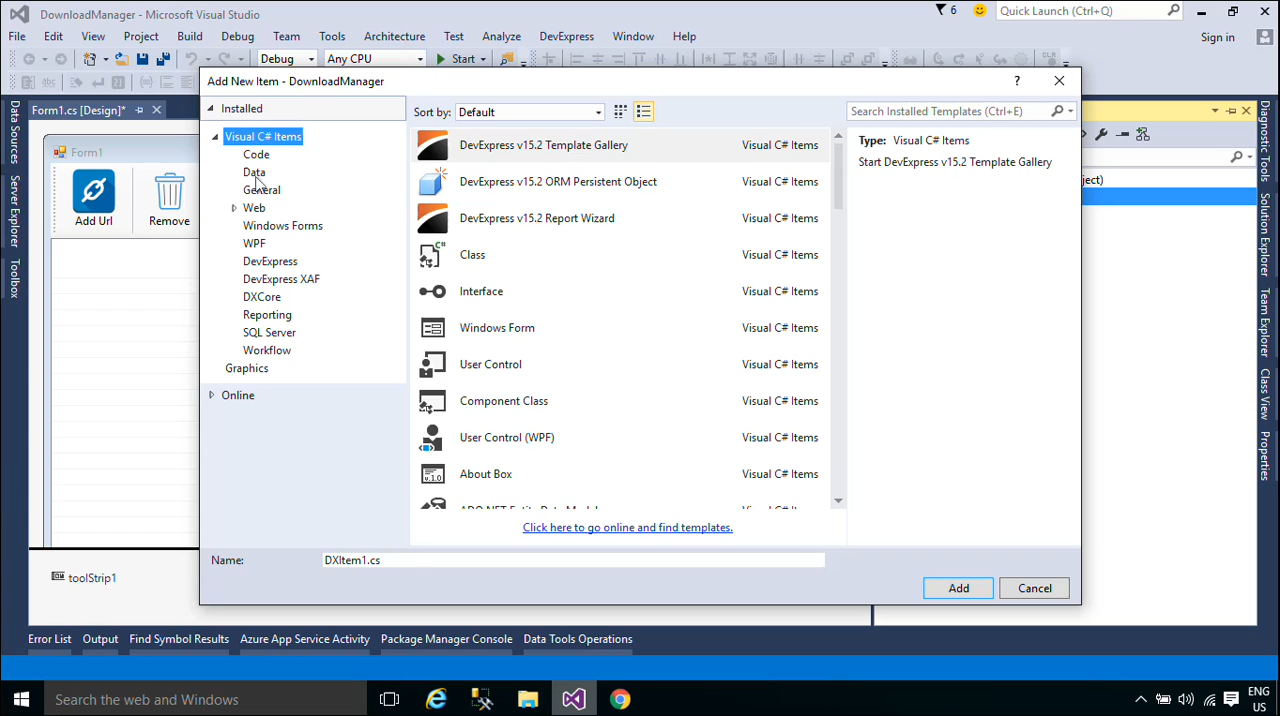 DownloadManager - Microsoft Visual Studio
6
Quick Launch (Ctrl+Q)
File Edit View Project Build Debug Team Tools Architecture Test Analyze DevExpress Window Help
Sign in
Debug
Any CPU
Start
Form1.cs [Design]*
Data Sources
Server Explorer
Toolbox
Form1
Add Url
Remove
toolStrip1
Add New Item - DownloadManager
?
Installed
Visual C# Items
Code
Data
General
Web
Windows Forms
WPF
DevExpress
DevExpress XAF
DXCore
Reporting
SQL Server
Workflow
Graphics
Online
Sort by: Default
Search Installed Templates (Ctrl+E)
DevExpress v15.2 Template Gallery Visual C# Items
DevExpress v15.2 ORM Persistent Object Visual C# Items
DevExpress v15.2 Report Wizard Visual C# Items
Class Visual C# Items
Interface Visual C# Items
Windows Form Visual C# Items
User Control Visual C# Items
Component Class Visual C# Items
User Control (WPF) Visual C# Items
About Box Visual C# Items
Click here to go online and find templates.
Type: Visual C# Items
Start DevExpress v15.2 Template Gallery
Name: DXItem1.cs
Add
Cancel
ject)
Diagnostic Tools
Solution Explorer
Team Explorer
Class View
Properties
Error List Output Find Symbol Results Azure App Service Activity Package Manager Console Data Tools Operations
Search the web and Windows
ENG
US